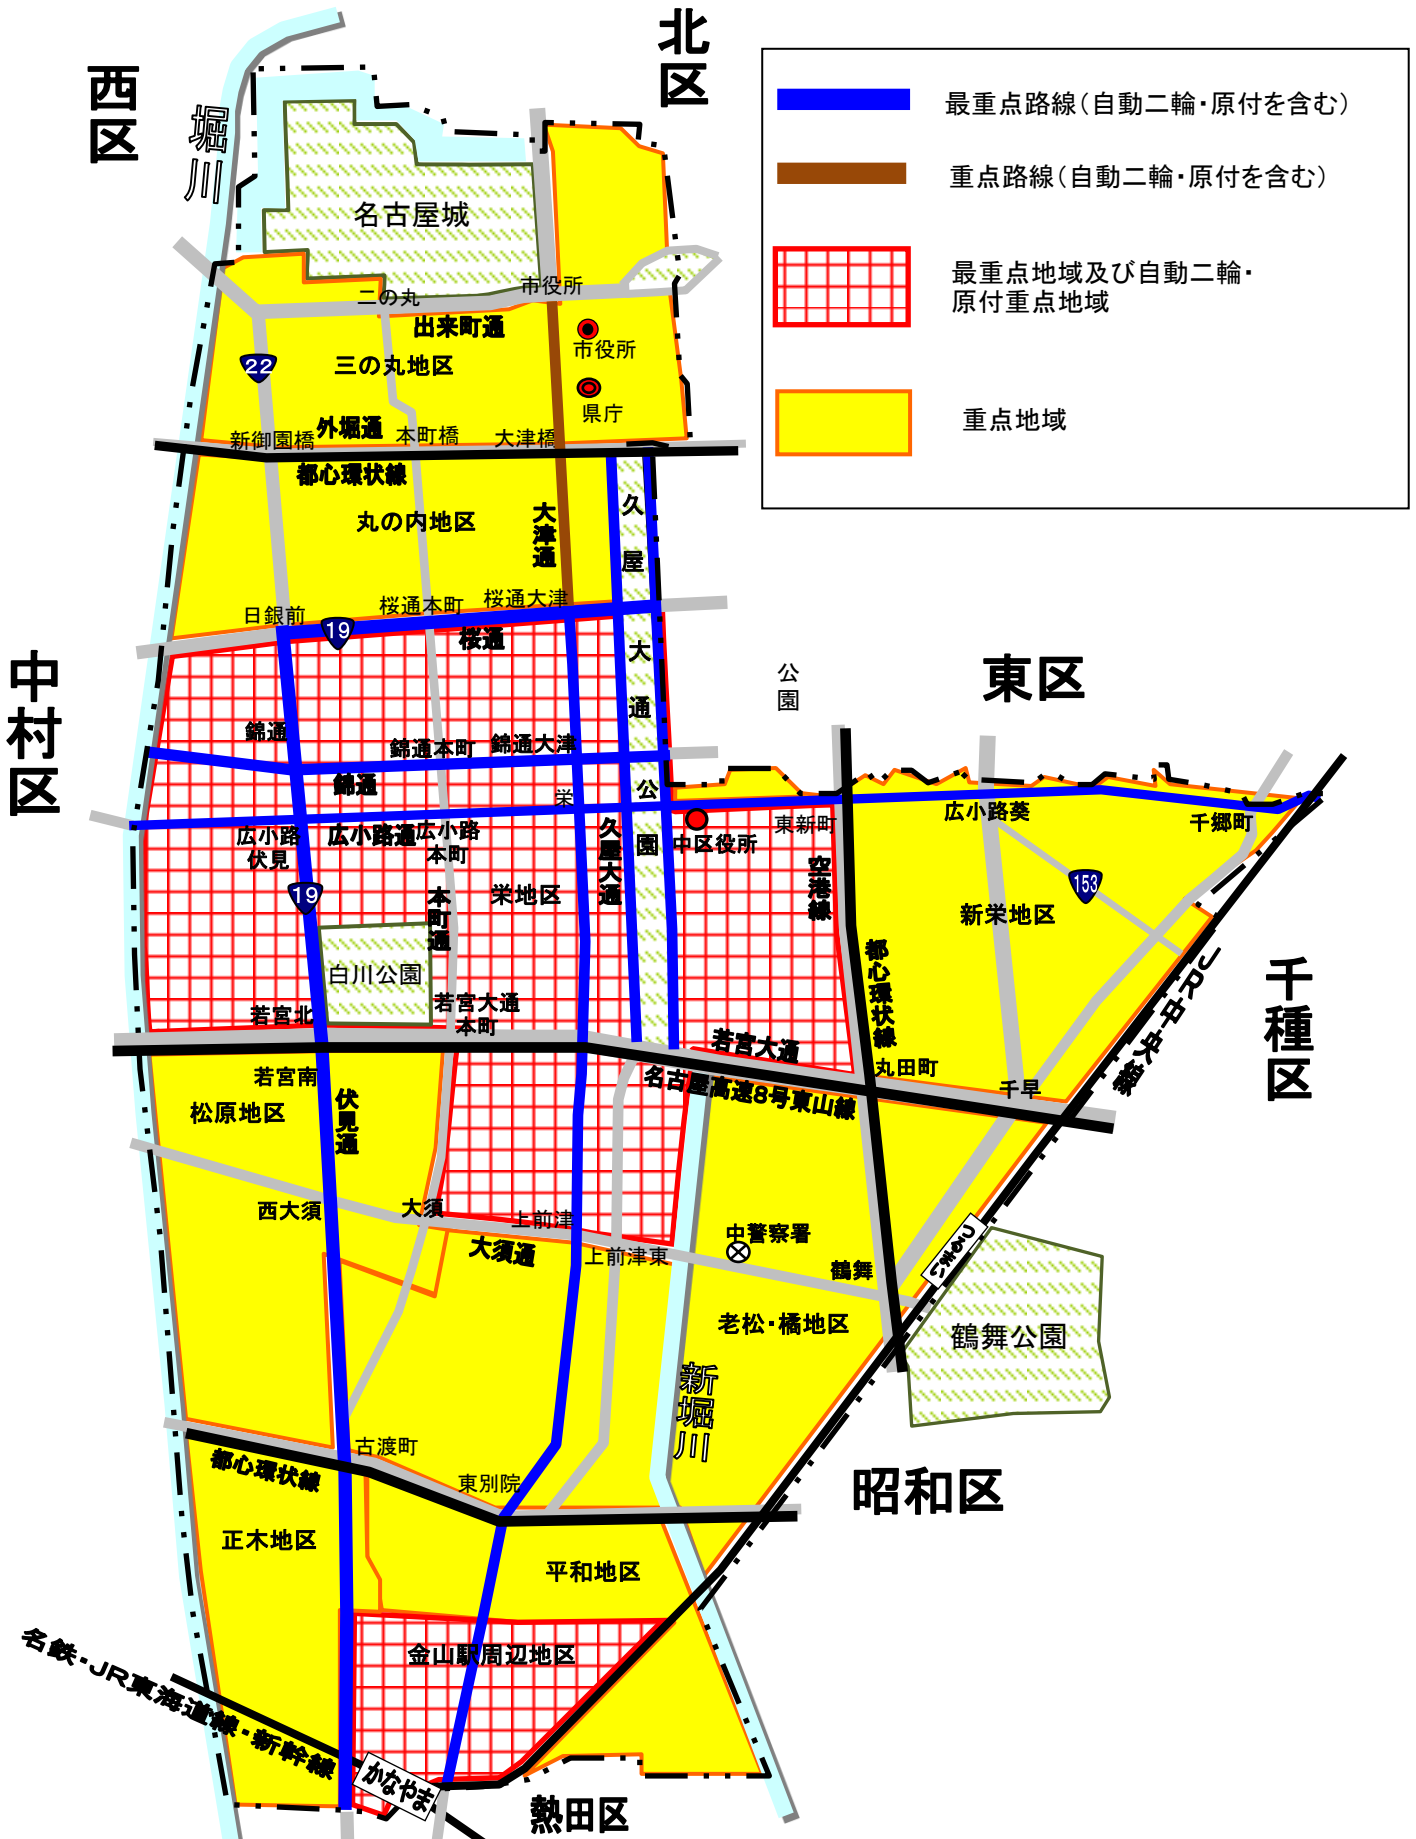 北区
西区
堀川
最重点路線(自動二輪・原付を含む)
重点路線(自動二輪・原付を含む)
最重点地域及び自動二輪・
原付重点地域
重点地域
名古屋城
二の丸
市役所
出来町通
市役所
22
三の丸地区
県庁
新御園橋
外堀通
本町橋
大津橋
都心環状線
丸の内地区
大津通
久屋大通公園
日銀前
19
桜通本町
桜通大津
桜通
中村区
公園
東区
錦通
錦通本町
錦通大津
錦通
栄
広小路
伏見
広小路通
広小路
本町
久屋大通
中区役所
東新町
広小路葵
千郷町
19
本町通
栄地区
空港線
153
新栄地区
白川公園
都心環状線
JR中央線
千種区
若宮北
若宮大通
本町
若宮大通
丸田町
若宮南
名古屋高速8号東山線
千早
松原地区
伏見通
西大須
大須
上前津
大須通
上前津東
中警察署
鶴舞
つるまい
老松・橘地区
鶴舞公園
新堀川
古渡町
都心環状線
東別院
昭和区
正木地区
平和地区
金山駅周辺地区
名鉄・JR東海道線・新幹線
かなやま
熱田区